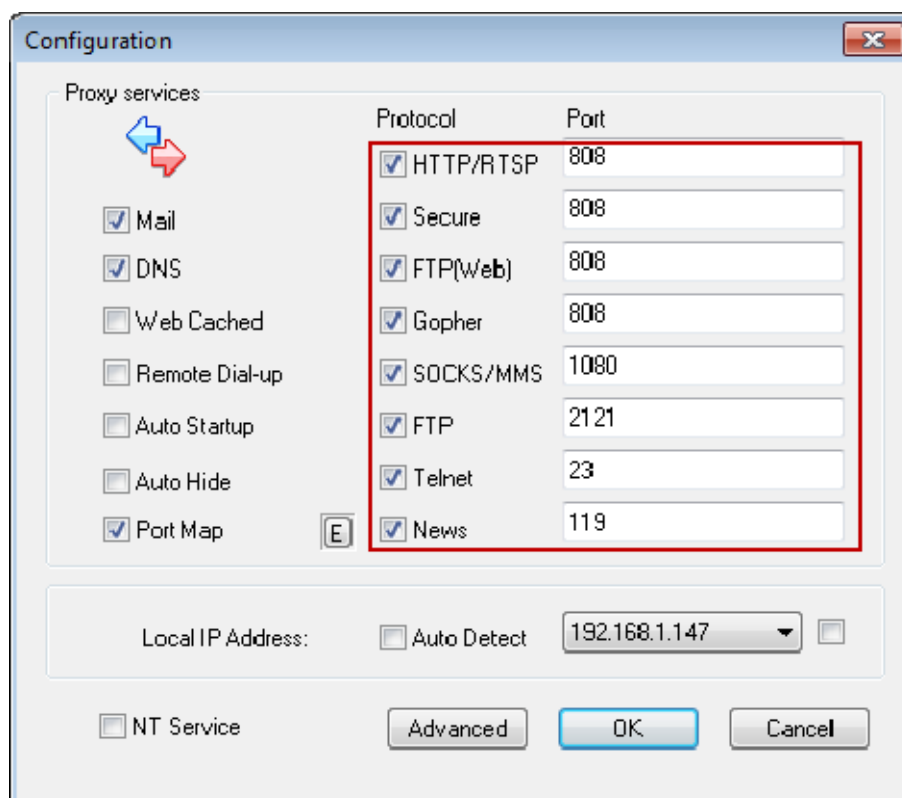 Configuration
Proxy services
Protocol Port
HTTP/RTSP 808
Mail Secure 808
DNS FTP(Web) 808
Web Cached Gopher 808
Remote Dial-up SOCKS/MMS 1080
Auto Startup FTP 2121
Auto Hide Telnet 23
Port Map E News 119
Local IP Address: Auto Detect 192.168.1.147
NT Service Advanced OK Cancel